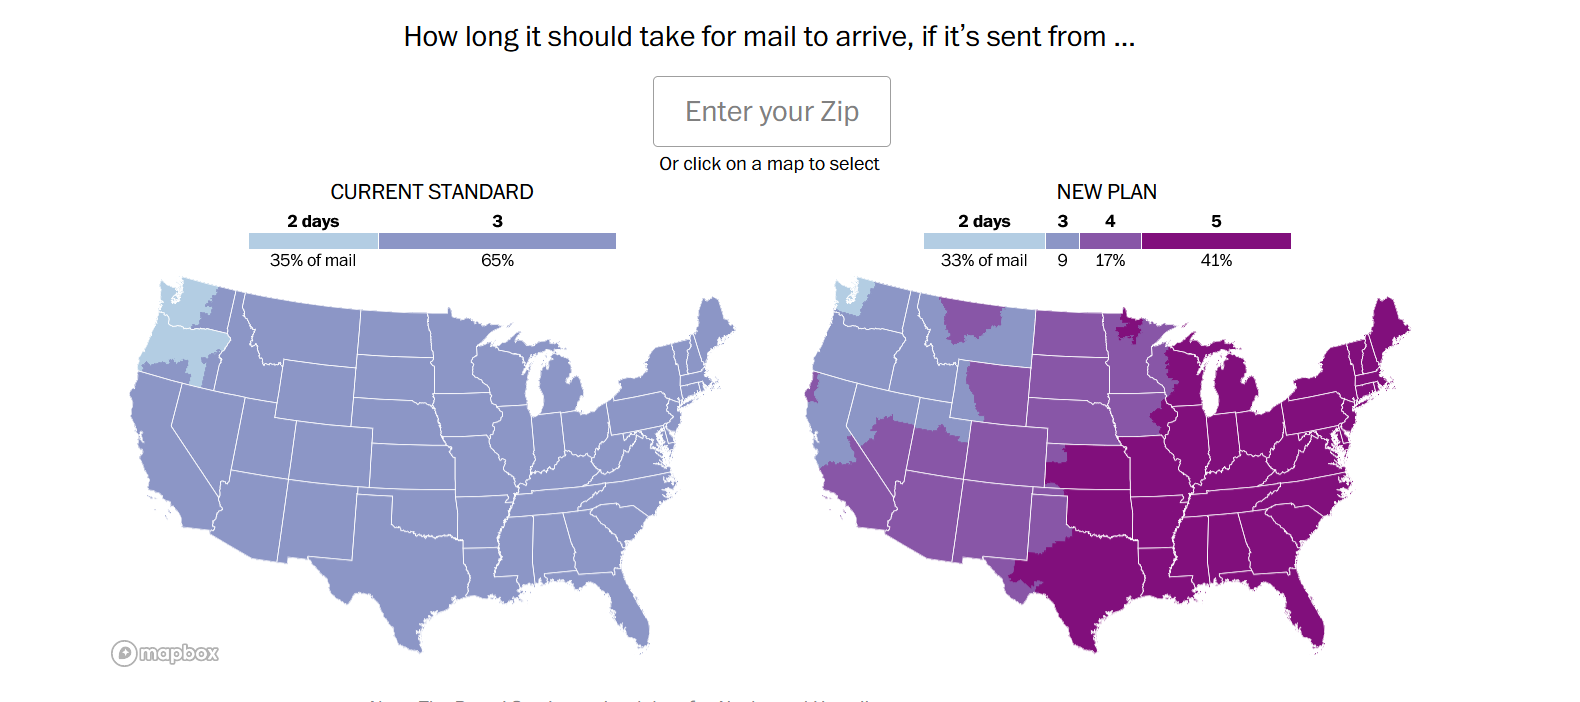 How long it should take for mail to arrive, if it’s sent from ...
Enter your Zip
Or click on a map to select
CURRENT STANDARD
2 days 3
35% of mail 65%
NEW PLAN
2 days 3 4 5
33% of mail 9 17% 41%
mapbox